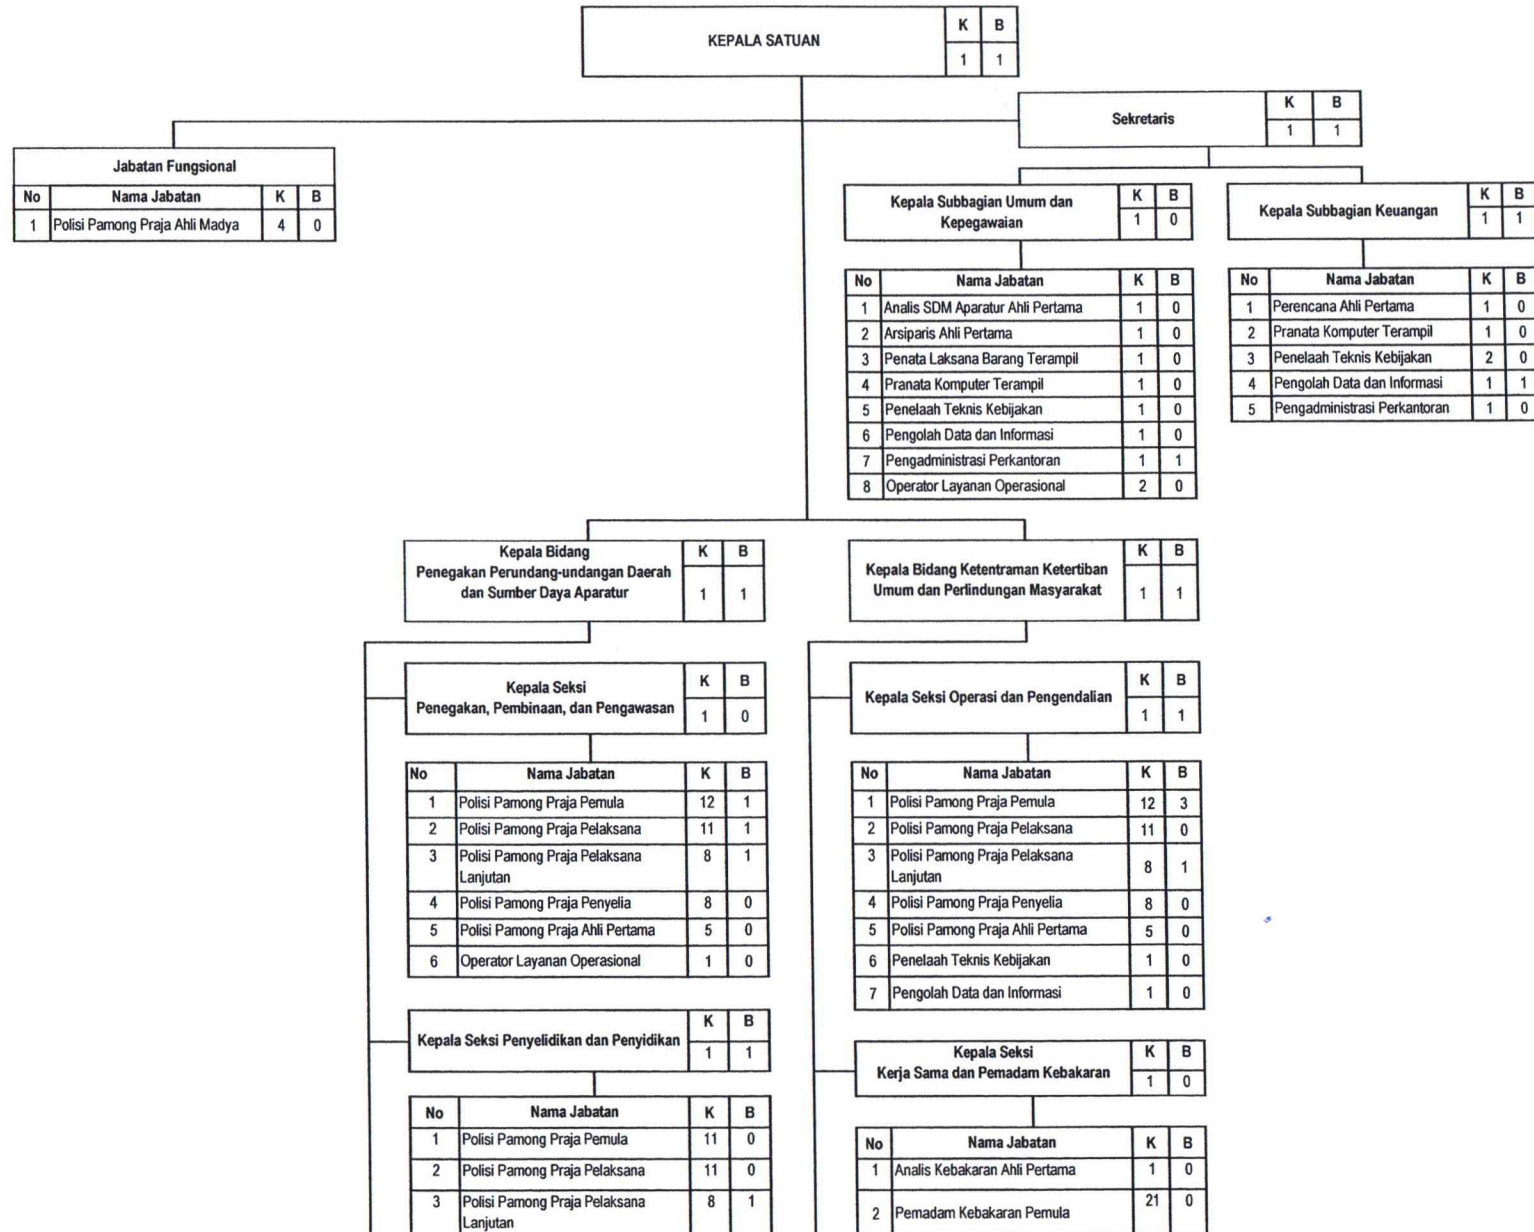 KEPALA SATUAN
K B
1 1
Sekretaris
K B
1 1
Jabatan Fungsional
No Nama Jabatan K B
1 Polisi Pamong Praja Ahli Madya 4 0
Kepala Subbagian Umum dan
Kepegawaian
K B
1 0
No Nama Jabatan K B
1 Analis SDM Aparatur Ahli Pertama 1 0
2 Arsiparis Ahli Pertama 1 0
3 Penata Laksana Barang Terampil 1 0
4 Pranata Komputer Terampil 1 0
5 Penelaah Teknis Kebijakan 1 0
6 Pengolah Data dan Informasi 1 0
7 Pengadministrasi Perkantoran 1 1
8 Operator Layanan Operasional 2 0
Kepala Subbagian Keuangan
K B
1 1
No Nama Jabatan K B
1 Perencana Ahli Pertama 1 0
2 Pranata Komputer Terampil 1 0
3 Penelaah Teknis Kebijakan 2 0
4 Pengolah Data dan Informasi 1 1
5 Pengadministrasi Perkantoran 1 0
Kepala Bidang
Penegakan Perundang-undangan Daerah
dan Sumber Daya Aparatur
K B
1 1
Kepala Seksi
Penegakan, Pembinaan, dan Pengawasan
K B
1 0
No Nama Jabatan K B
1 Polisi Pamong Praja Pemula 12 1
2 Polisi Pamong Praja Pelaksana 11 1
3 Polisi Pamong Praja Pelaksana 8 1
Lanjutan
4 Polisi Pamong Praja Penyelia 8 0
5 Polisi Pamong Praja Ahli Pertama 5 0
6 Operator Layanan Operasional 1 0
Kepala Seksi Penyelidikan dan Penyidikan
K B
1 1
No Nama Jabatan K B
1 Polisi Pamong Praja Pemula 11 0
2 Polisi Pamong Praja Pelaksana 11 0
3 Polisi Pamong Praja Pelaksana 8 1
Lanjutan
Kepala Bidang Ketentraman Ketertiban
Umum dan Perlindungan Masyarakat
K B
1 1
Kepala Seksi Operasi dan Pengendalian
K B
1 1
No Nama Jabatan K B
1 Polisi Pamong Praja Pemula 12 3
2 Polisi Pamong Praja Pelaksana 11 0
3 Polisi Pamong Praja Pelaksana 8 1
Lanjutan
4 Polisi Pamong Praja Penyelia 8 0
5 Polisi Pamong Praja Ahli Pertama 5 0
6 Penelaah Teknis Kebijakan 1 0
7 Pengolah Data dan Informasi 1 0
Kepala Seksi
Kerja Sama dan Pemadam Kebakaran
K B
1 0
No Nama Jabatan K B
1 Analis Kebakaran Ahli Pertama 1 0
2 Pemadam Kebakaran Pemula 21 0